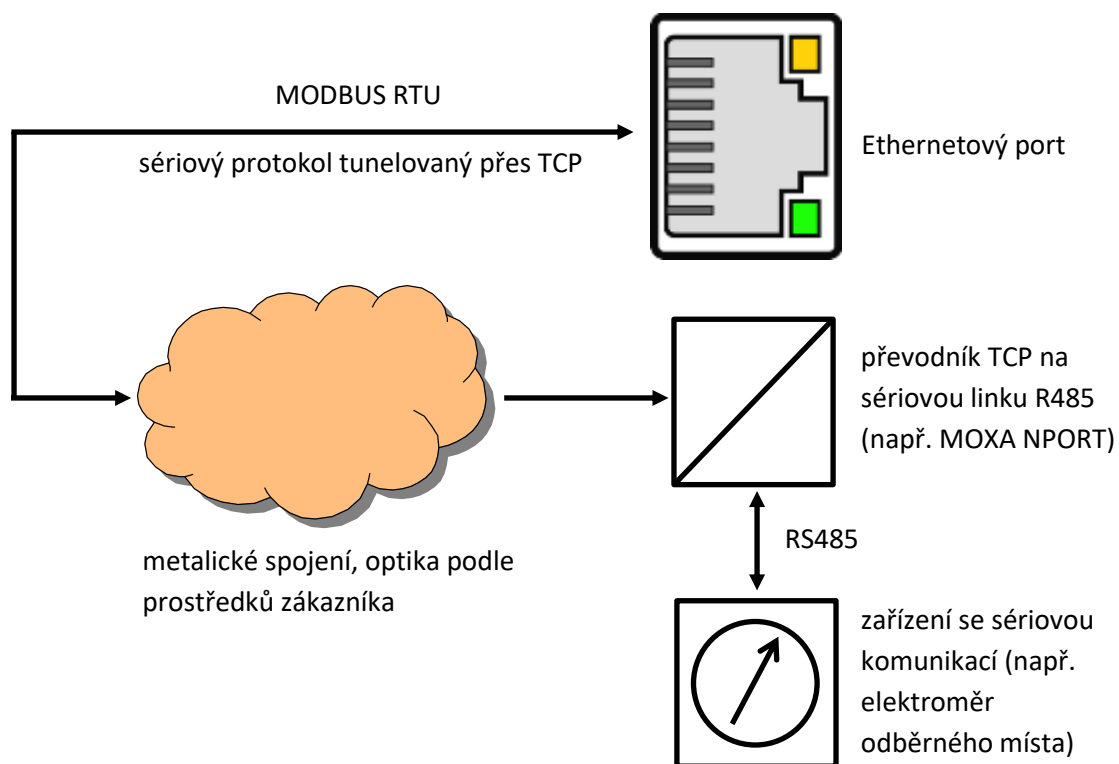 MODBUS RTU
sériový protokol tunelovaný přes TCP
Ethernetový port
převodník TCP na
sériovou linku R485
(např. MOXA NPORT)
RS485
metalické spojení, optika podle
prostředků zákazníka
zařízení se sériovou
komunikací (např.
elektroměr
odběrného místa)